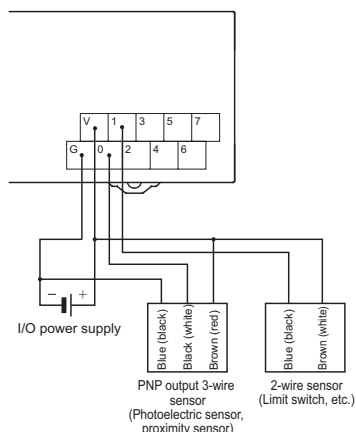 V 1 3 5 7
G 0 2 4 6
− +
I/O power supply
Blue (black)
Black (white)
Brown (red)
Blue (black)
Brown (white)
PNP output 3-wire
sensor
(Photoelectric sensor,
proximity sensor)
2-wire sensor
(Limit switch, etc.)